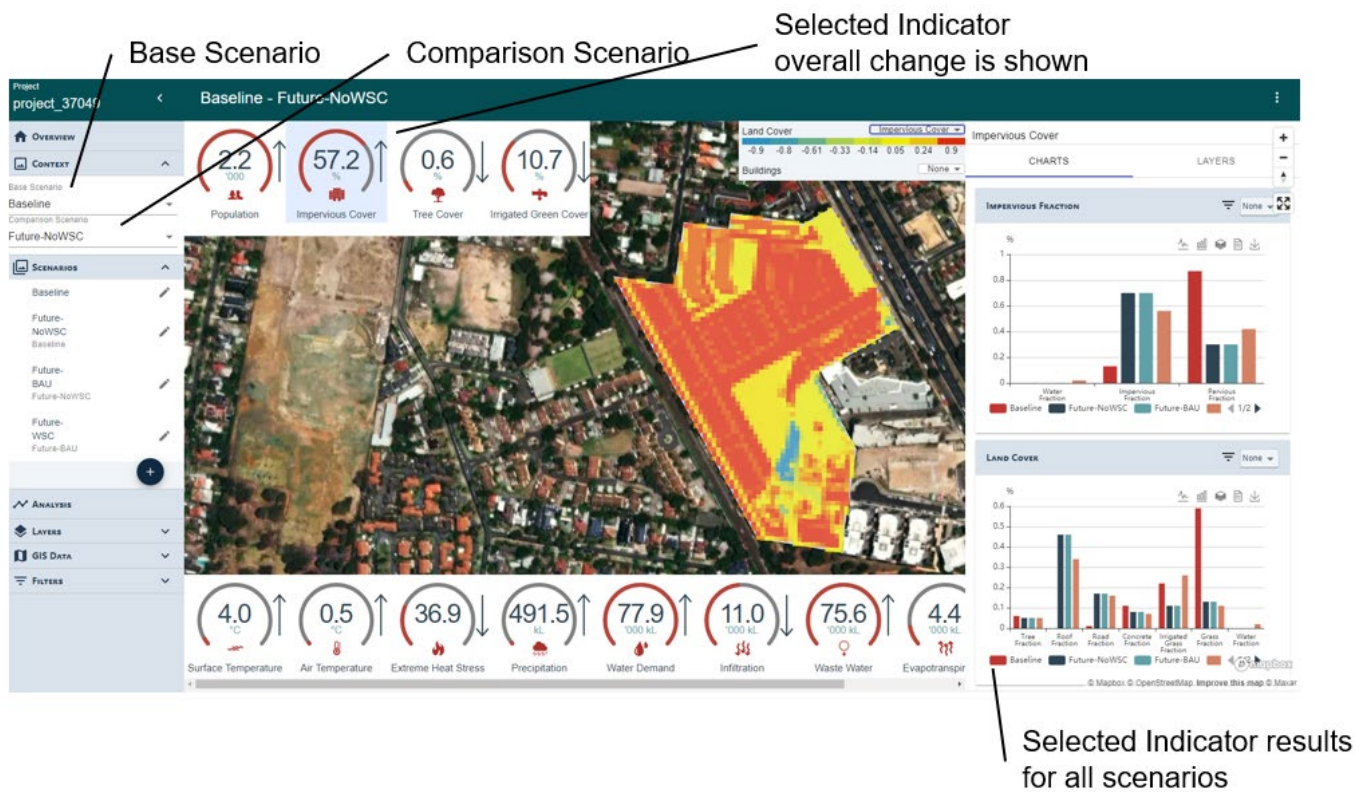 Base Scenario
Comparison Scenario
Selected Indicator
overall change is shown
Project
project_37049
Baseline - Future-NoWSC
OVERVIEW
CONTEXT
Base Scenario
Baseline
Comparison Scenario
Future-NoWSC
SCENARIOS
Baseline
Future-
NoWSC
Baseline
Future-
BAU
Future-NoWSC
Future-
WSC
Future-BAU
+
ANALYSIS
LAYERS
GIS DATA
FILTERS
2.2
'000
Population
57.2
%
Impervious Cover
0.6
%
Tree Cover
10.7
%
Irrigated Green Cover
Land Cover
Impervious Cover
-0.9 -0.8 -0.61 -0.33 -0.14 0.05 0.24 0.9
Buildings
None
Impervious Cover
CHARTS
LAYERS
IMPERVIOUS FRACTION
None
%
1
0.8
0.6
0.4
0.2
0
Water
Fraction
Impervious
Fraction
Pervious
Fraction
Baseline Future-NoWSC Future-BAU 1/2
LAND COVER
None
%
0.6
0.5
0.4
0.3
0.2
0.1
0
Tree
Fraction
Roof
Fraction
Road
Fraction
Concrete
Fraction
Irrigated
Grass
Fraction
Grass
Fraction
Water
Fraction
Baseline Future-NoWSC Future-BAU
mapbox
© Mapbox © OpenStreetMap Improve this map © Maxar
4.0
°C
Surface Temperature
0.5
°C
Air Temperature
36.9
Extreme Heat Stress
491.5
kL
Precipitation
77.9
'000 kL
Water Demand
11.0
'000 kL
Infiltration
75.6
'000 kL
Waste Water
4.4
'000 kL
Evapotranspir
Selected Indicator results
for all scenarios